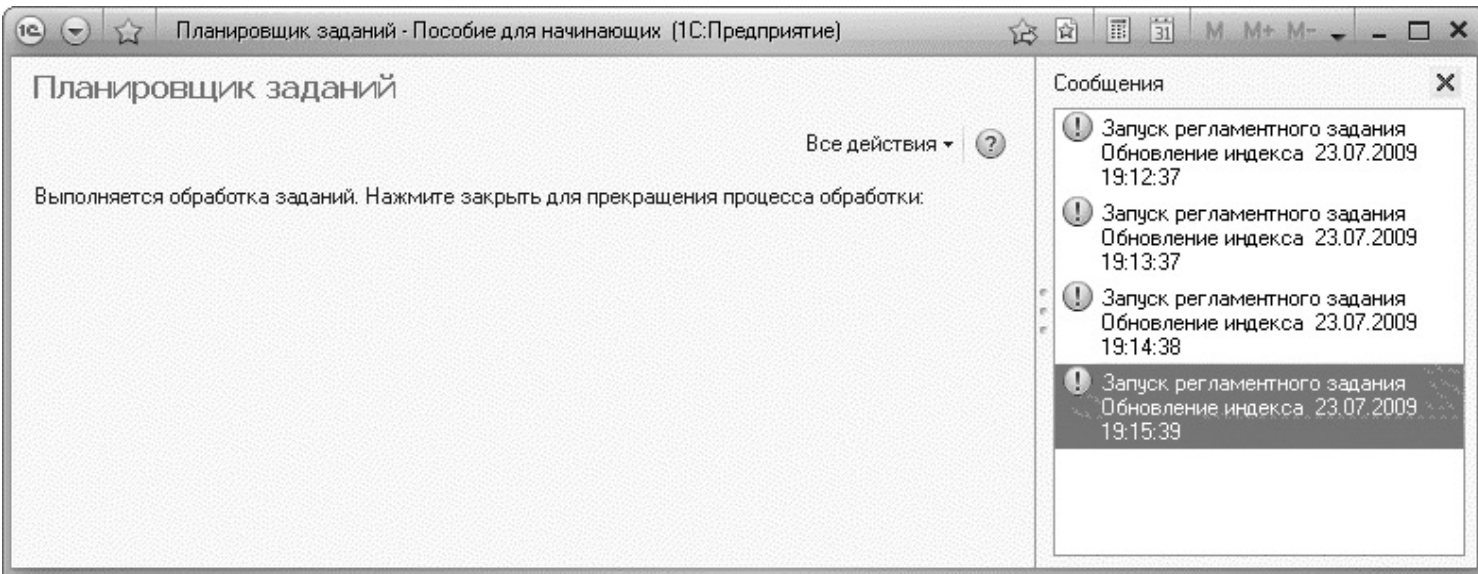 1С Планировщик заданий - Пособие для начинающих (1С:Предприятие) 31 M M+ M-
Планировщик заданий
Все действия ?
Выполняется обработка заданий. Нажмите закрыть для прекращения процесса обработки:
Сообщения
Запуск регламентного задания
Обновление индекса 23.07.2009
19:12:37
Запуск регламентного задания
Обновление индекса 23.07.2009
19:13:37
Запуск регламентного задания
Обновление индекса 23.07.2009
19:14:38
Запуск регламентного задания
Обновление индекса 23.07.2009
19:15:39